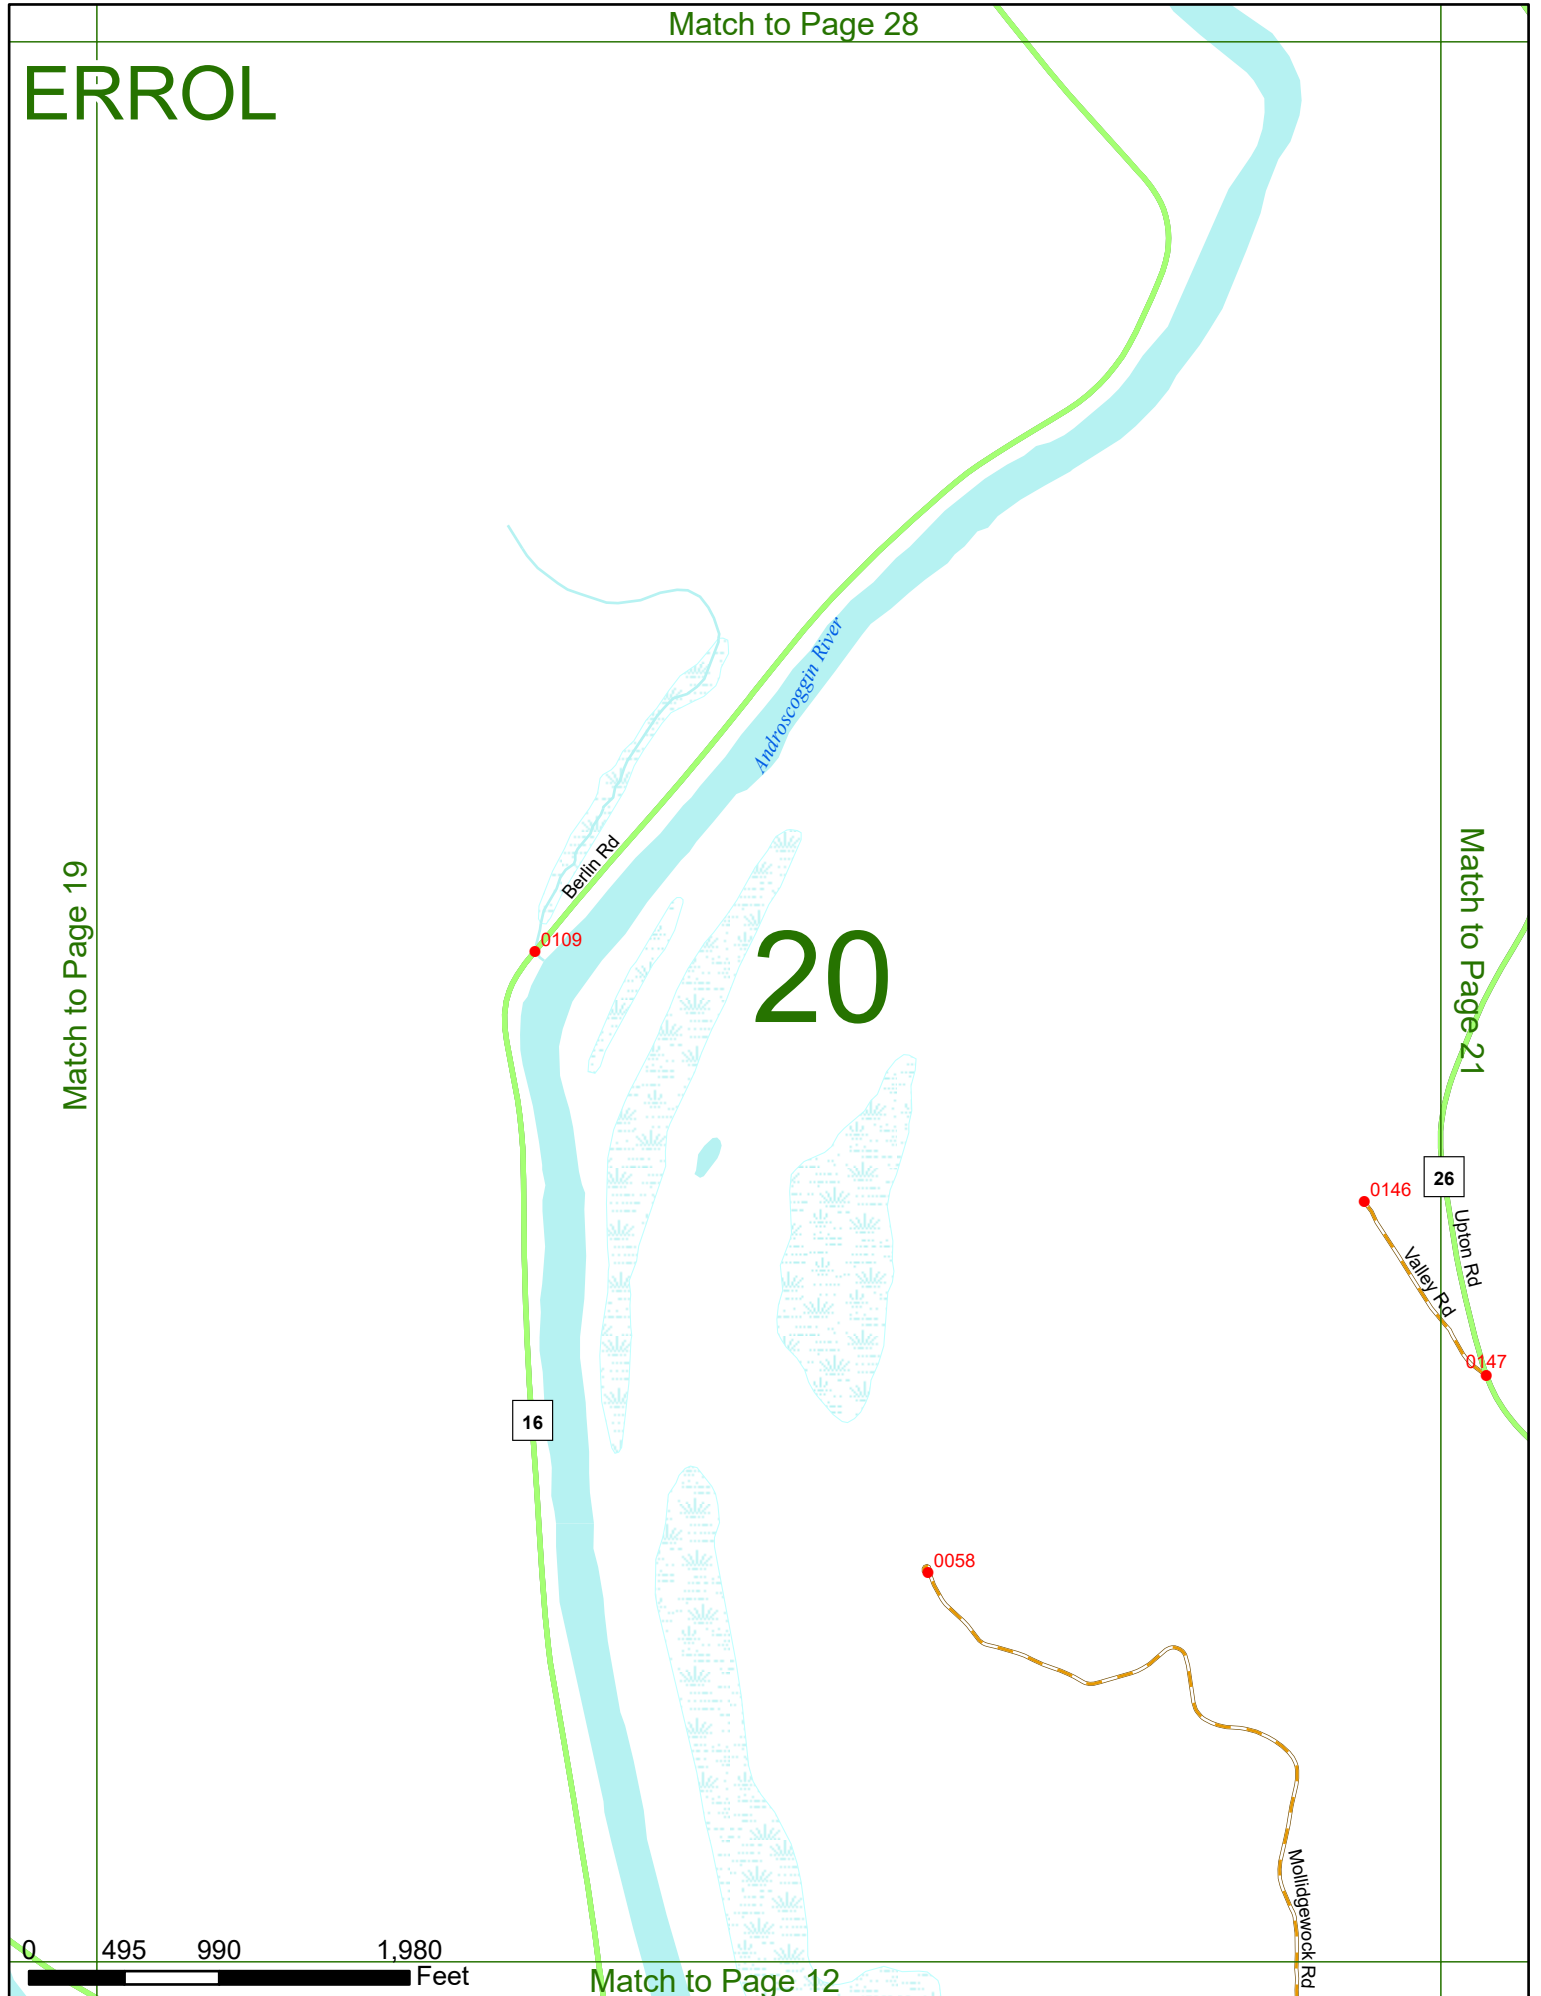 Match to Page 28
ERROL
Androscoggin River
Match to Page 19
Match to Page 21
Berlin Rd
0109
20
26
0146
Upton Rd
Valley Rd
0147
16
0058
Mollidgewock Rd
0 495 990 1,980
Feet
Match to Page 12